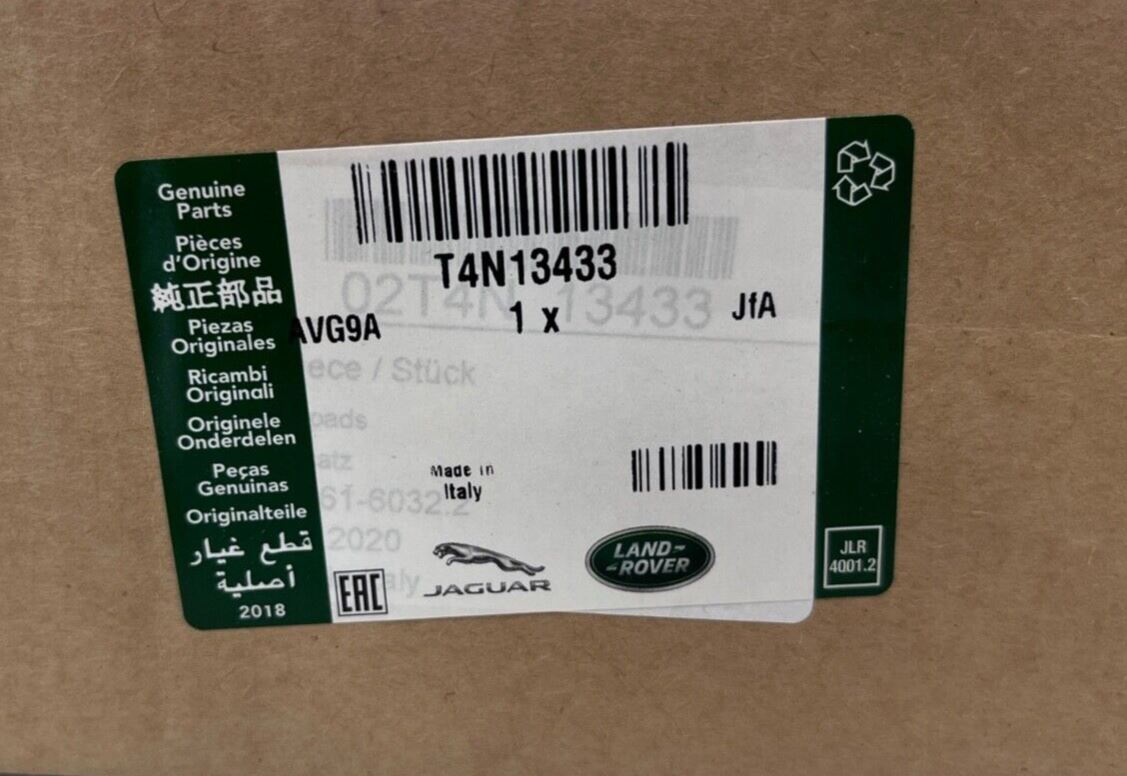 Genuine
Parts
Pièces
d'Origine
純正部品
Piezas
Originales
Ricambi
Originali
Originele
Onderdelen
Peças
Genuinas
Originalteile
قطع غيار
أصلية
2018
T4N13433
02T4N 13433
AVG9A
1 x
JfA
ece / Stück
pads
atz
Made in
Italy
61-6032.2
2020
aly
EAC
JAGUAR
LAND-
-ROVER
JLR
4001.2